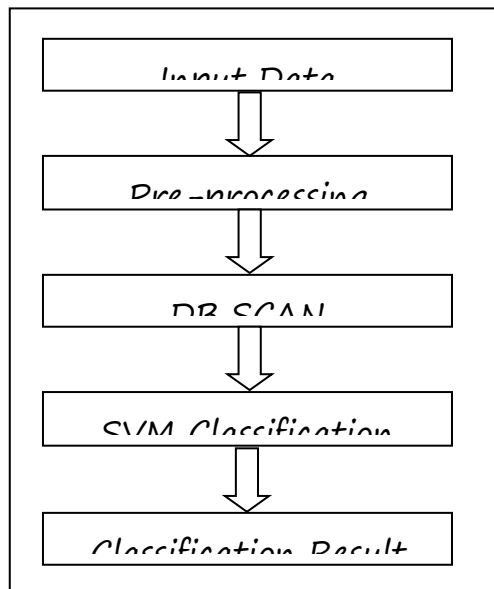 Input Data
Pre-processing
DB SCAN
SVM Classification
Classification Result